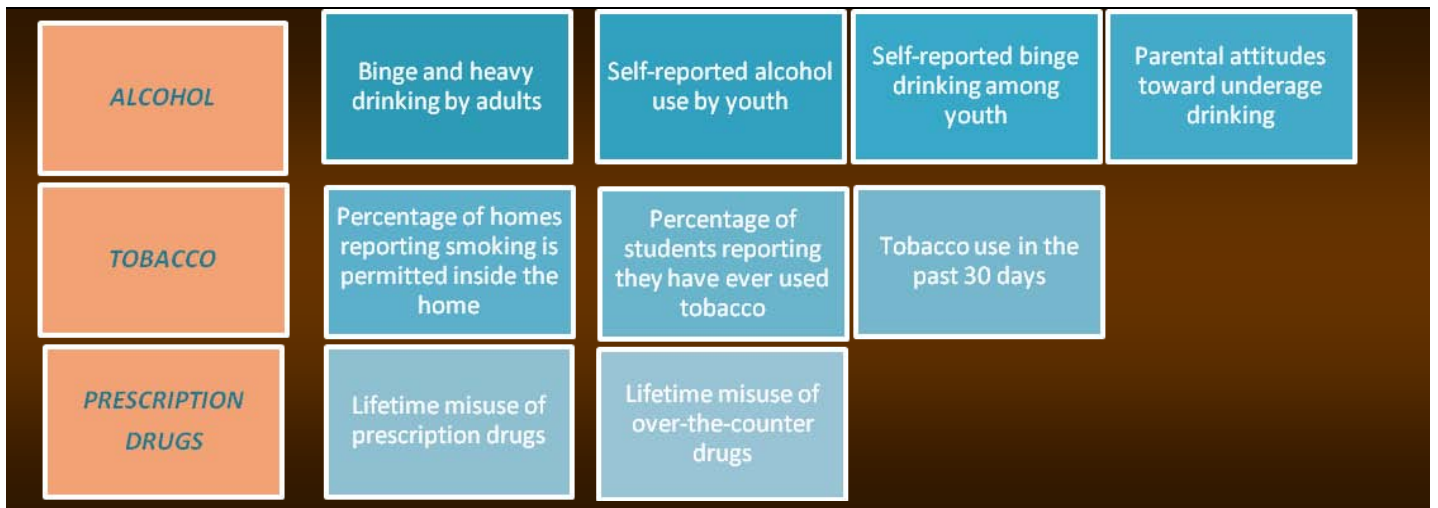 ALCOHOL
Binge and heavy
drinking by adults
Self-reported alcohol
use by youth
Self-reported binge
drinking among
youth
Parental attitudes
toward underage
drinking
TOBACCO
Percentage of homes
reporting smoking is
permitted inside the
home
Percentage of
students reporting
they have ever used
tobacco
Tobacco use in the
past 30 days
PRESCRIPTION
DRUGS
Lifetime misuse of
prescription drugs
Lifetime misuse of
over-the-counter
drugs